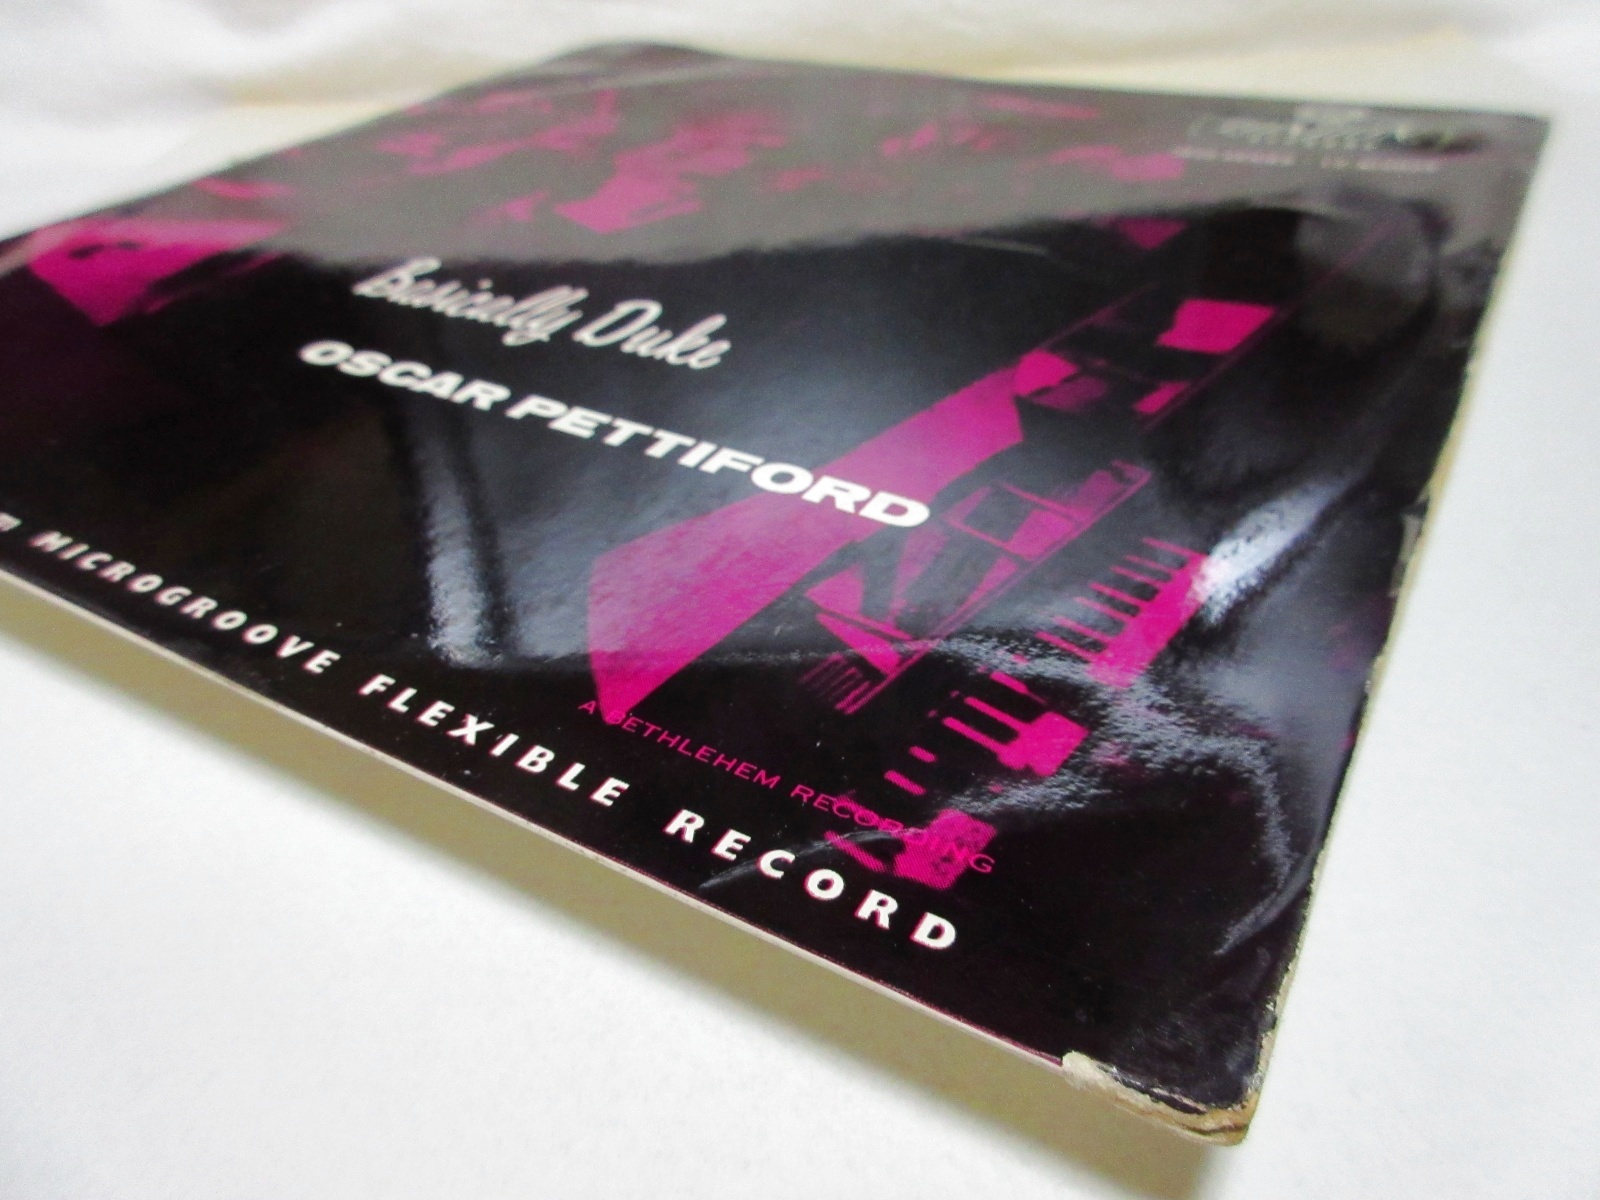 Basically Duke
OSCAR PETTIFORD
A BETHLEHEM RECORDING
MICROGROOVE FLEXIBLE RECORD